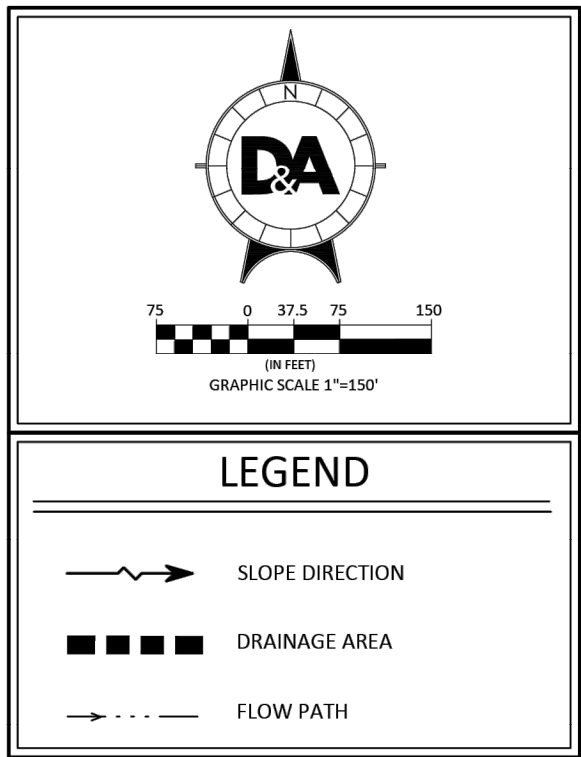 N
D&A
75 0 37.5 75 150
(IN FEET)
GRAPHIC SCALE 1"=150'
LEGEND
SLOPE DIRECTION
DRAINAGE AREA
FLOW PATH